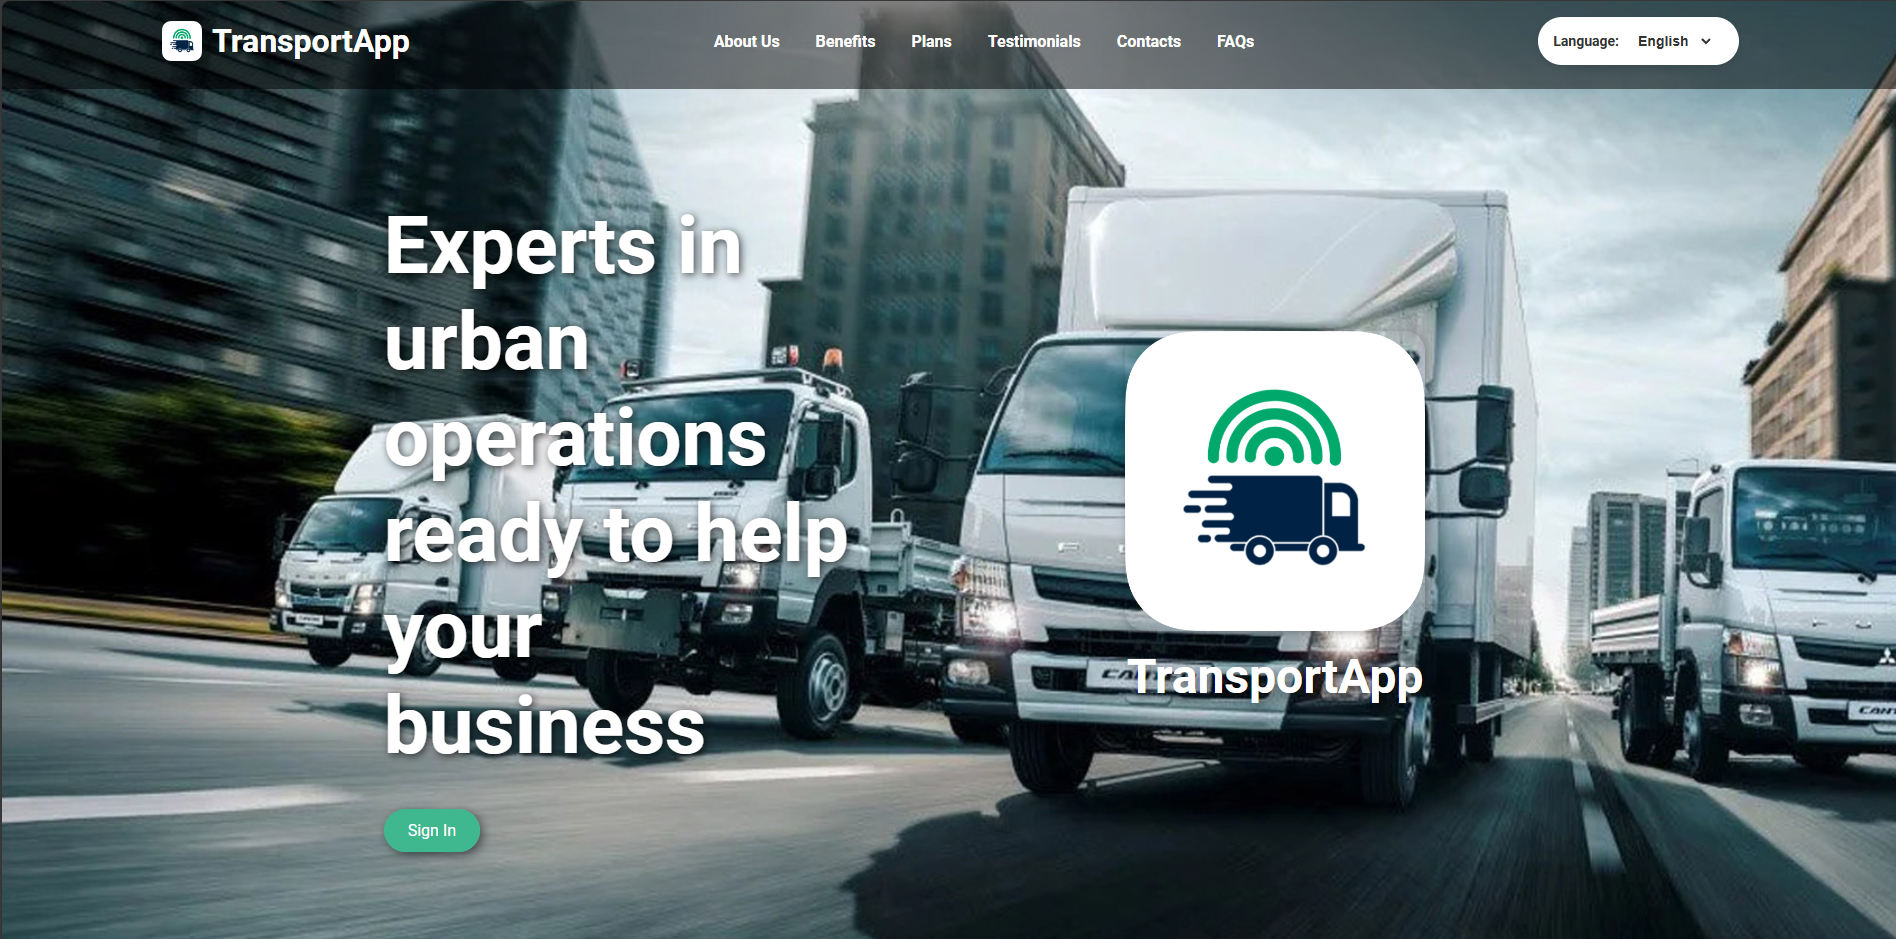 TransportApp
About Us Benefits Plans Testimonials Contacts FAQs
Language: English
Experts in
urban
operations
ready to help
your
business
TransportApp
Sign In